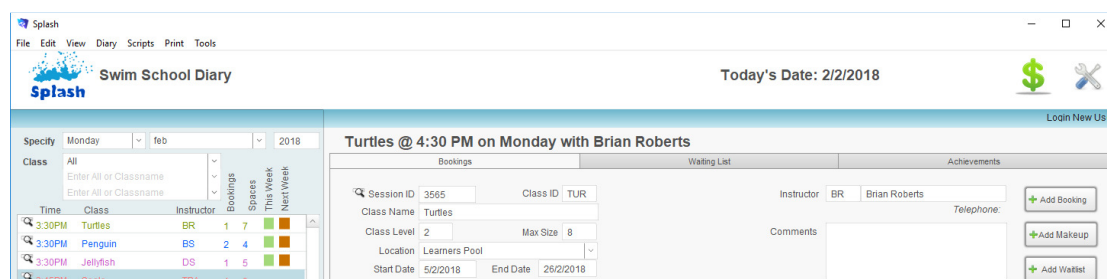 Splash
File Edit View Diary Scripts Print Tools
Splash
Swim School Diary
Today's Date: 2/2/2018
Login New Us
Specify Monday feb 2018
Turtles @ 4:30 PM on Monday with Brian Roberts
Class All
Enter All or Classname
Enter All or Classname
Bookings
Spaces
This Week
Next Week
Time Class Instructor
3:30PM Turtles BR 1 7
3:30PM Penguin BS 2 4
3:30PM Jellyfish DS 1 5
Bookings Waiting List Achievements
Session ID 3565 Class ID TUR
Class Name Turtles
Class Level 2 Max Size 8
Location Learners Pool
Start Date 5/2/2018 End Date 26/2/2018
Instructor BR Brian Roberts
Telephone:
Comments
Add Booking
Add Makeup
Add Waitlist